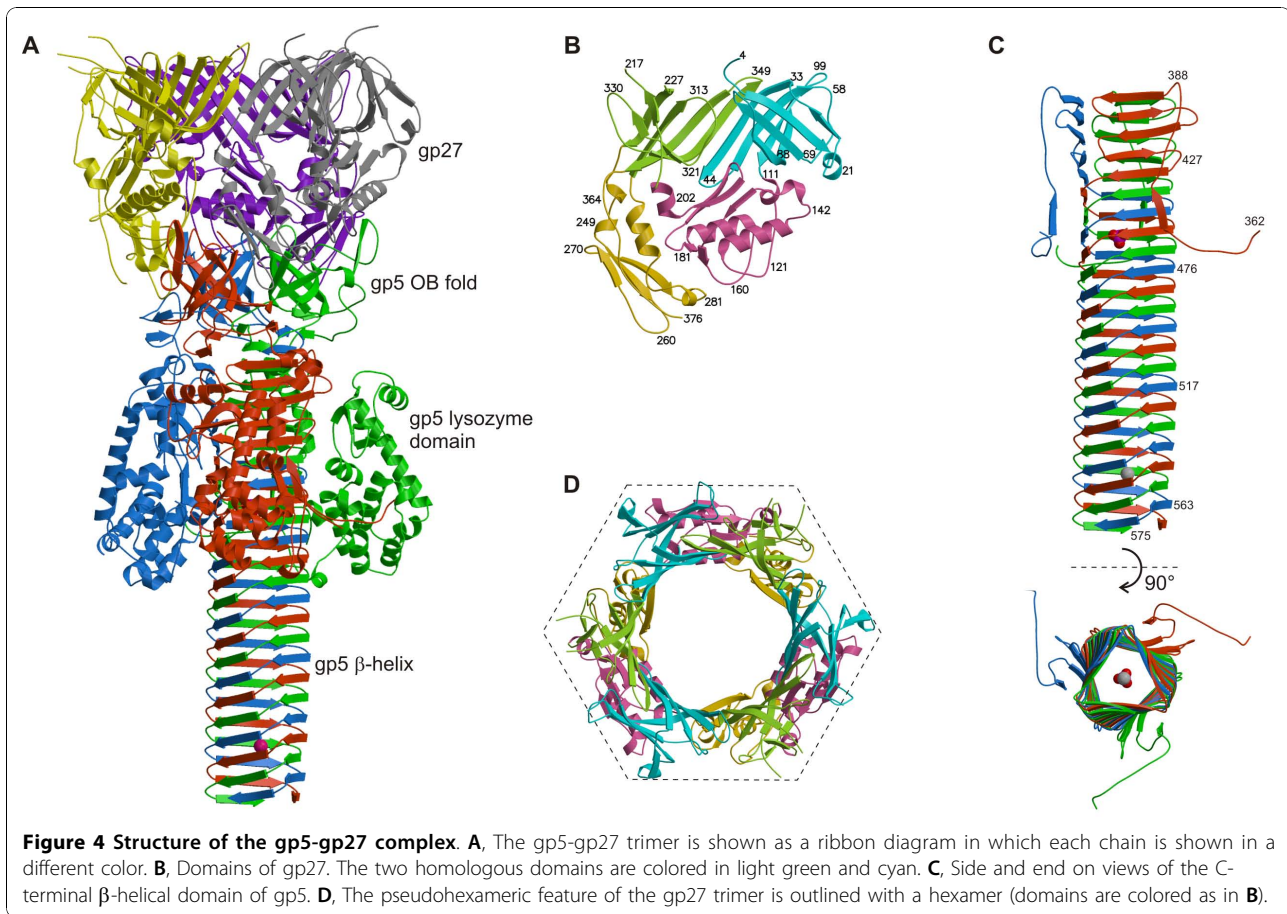 A
gp27
gp5 OB fold
gp5 lysozyme
domain
gp5 β-helix
B
4
217
227
313
349
33
99
58
330
321
44
88
69
21
111
364
202
142
249
270
181
121
160
281
376
260
C
388
427
362
476
517
563
575
90°
D
Figure 4 Structure of the gp5-gp27 complex. A, The gp5-gp27 trimer is shown as a ribbon diagram in which each chain is shown in a
different color. B, Domains of gp27. The two homologous domains are colored in light green and cyan. C, Side and end on views of the C-
terminal β-helical domain of gp5. D, The pseudohexameric feature of the gp27 trimer is outlined with a hexamer (domains are colored as in B).